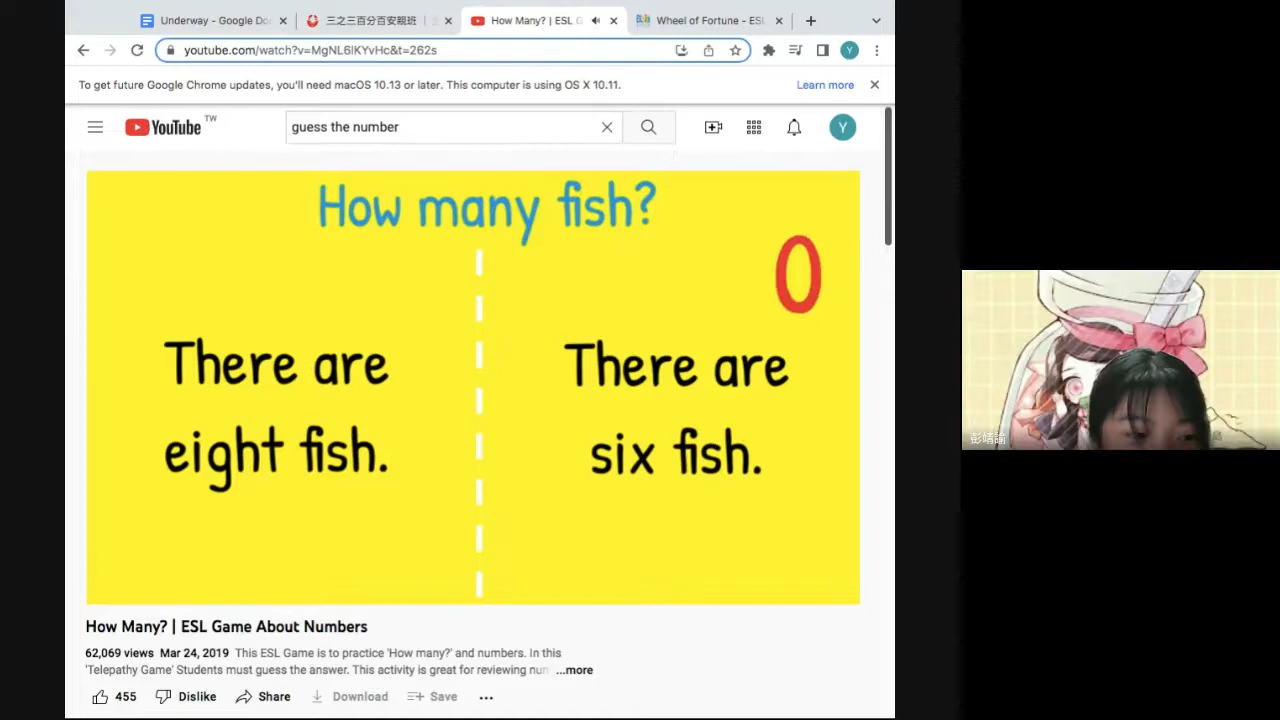 Underway - Google Do
三之三百分百安親班
How Many? | ESL G
Wheel of Fortune - ESL
youtube.com/watch?v=MgNL6lKYvHc&t=262s
Y
To get future Google Chrome updates, you'll need macOS 10.13 or later. This computer is using OS X 10.11.
Learn more
YouTube TW
guess the number
Y
How many fish?
0
There are
eight fish.
There are
six fish.
彭靖諭
How Many? | ESL Game About Numbers
62,069 views Mar 24, 2019 This ESL Game is to practice 'How many?' and numbers. In this
'Telepathy Game' Students must guess the answer. This activity is great for reviewing num ...more
455
Dislike
Share
Download
Save